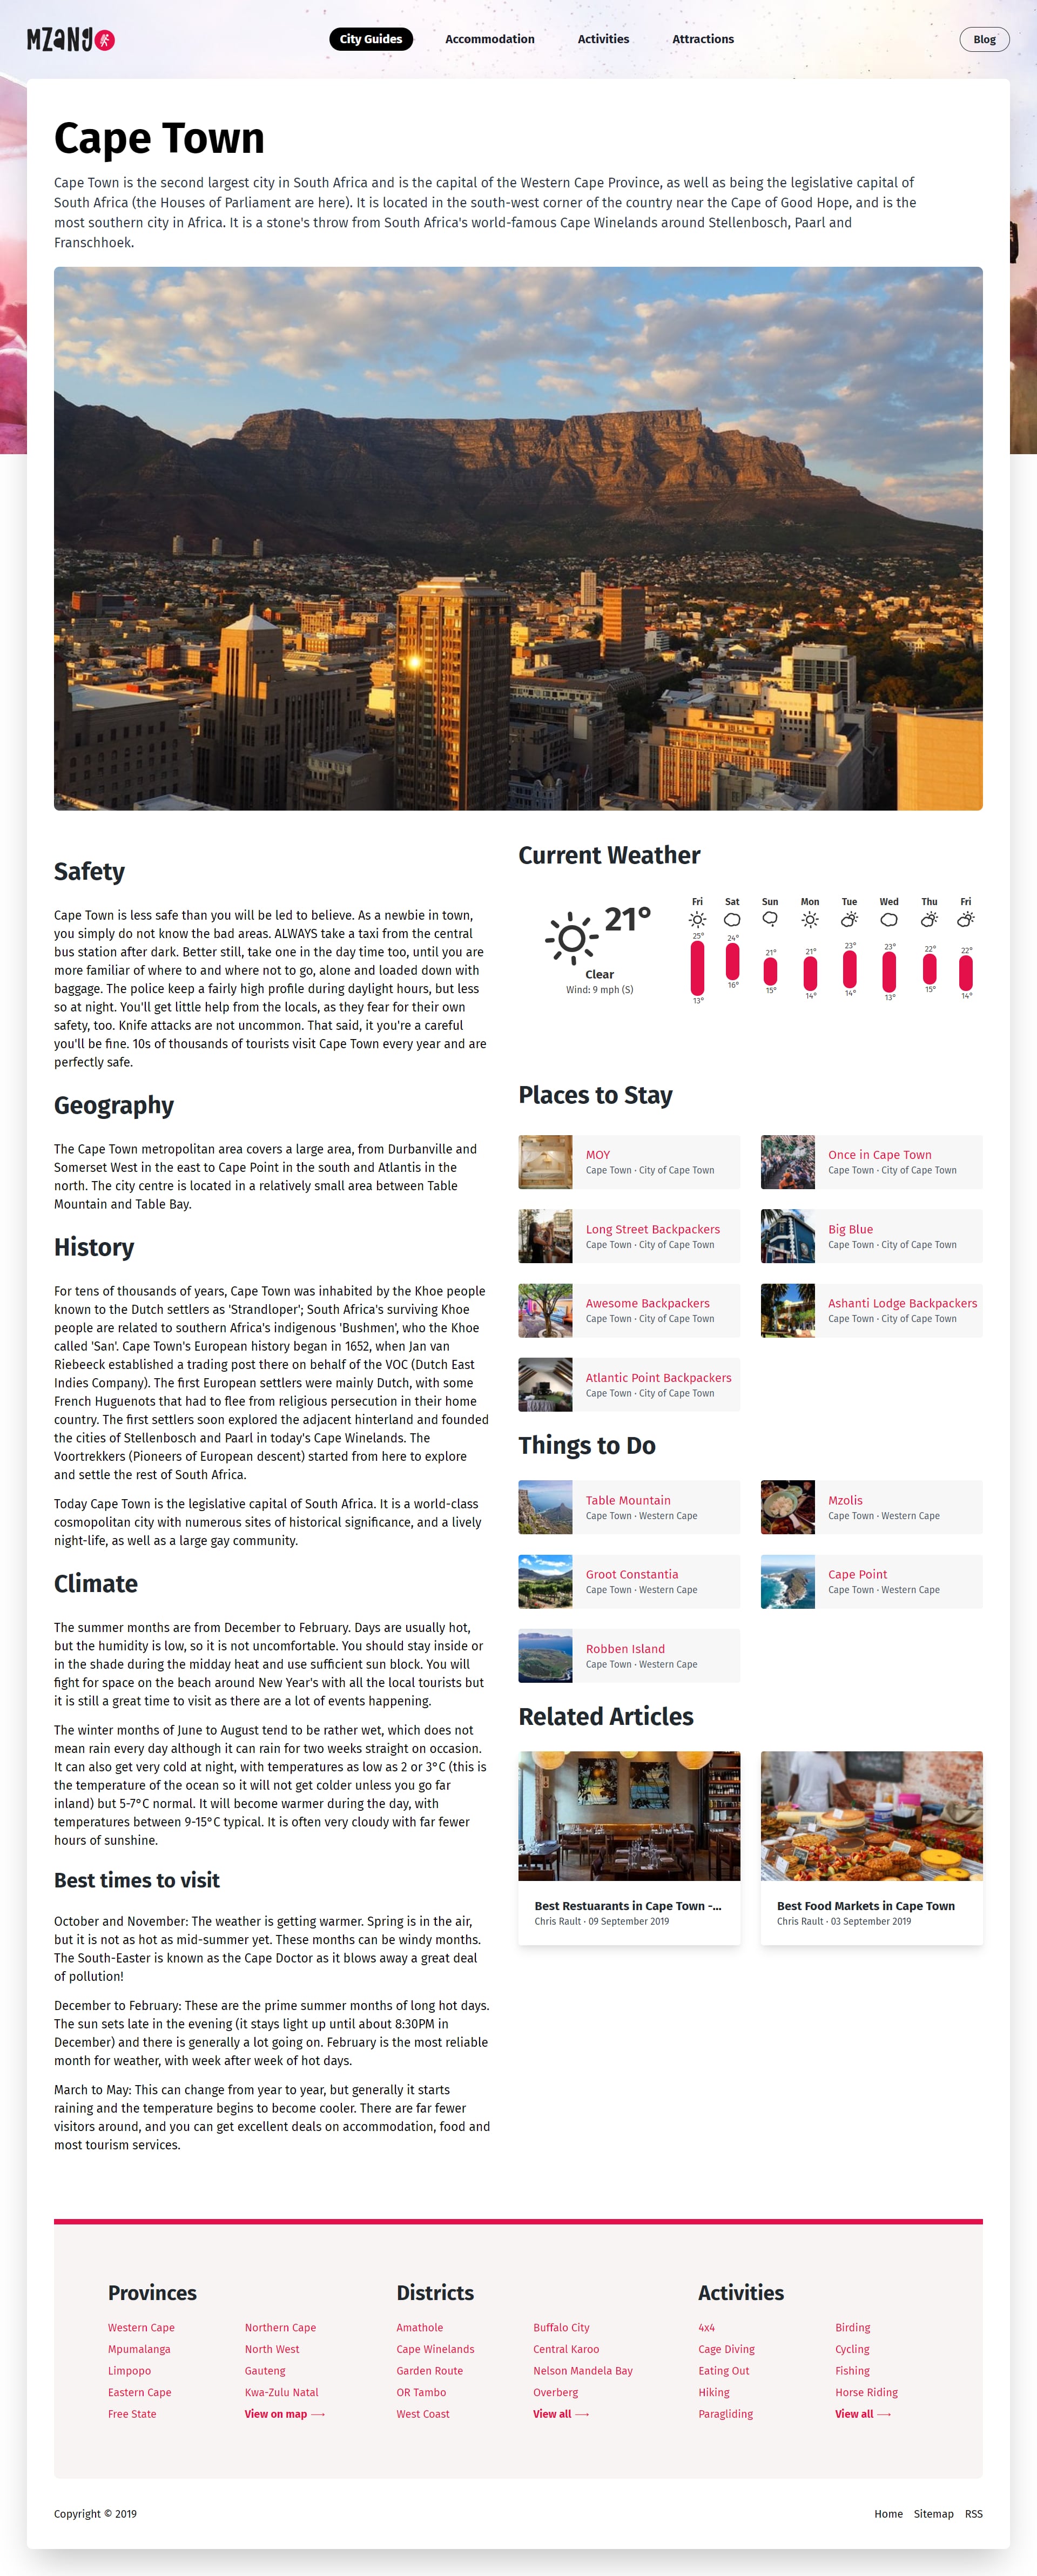 MZANGO
City Guides
Accommodation
Activities
Attractions
Blog
Cape Town
Cape Town is the second largest city in South Africa and is the capital of the Western Cape Province, as well as being the legislative capital of
South Africa (the Houses of Parliament are here). It is located in the south-west corner of the country near the Cape of Good Hope, and is the
most southern city in Africa. It is a stone's throw from South Africa's world-famous Cape Winelands around Stellenbosch, Paarl and
Franschhoek.
Safety
Cape Town is less safe than you will be led to believe. As a newbie in town,
you simply do not know the bad areas. ALWAYS take a taxi from the central
bus station after dark. Better still, take one in the day time too, until you are
more familiar of where to and where not to go, alone and loaded down with
baggage. The police keep a fairly high profile during daylight hours, but less
so at night. You'll get little help from the locals, as they fear for their own
safety, too. Knife attacks are not uncommon. That said, it you're a careful
you'll be fine. 10s of thousands of tourists visit Cape Town every year and are
perfectly safe.
Geography
The Cape Town metropolitan area covers a large area, from Durbanville and
Somerset West in the east to Cape Point in the south and Atlantis in the
north. The city centre is located in a relatively small area between Table
Mountain and Table Bay.
History
For tens of thousands of years, Cape Town was inhabited by the Khoe people
known to the Dutch settlers as 'Strandloper'; South Africa's surviving Khoe
people are related to southern Africa's indigenous 'Bushmen', who the Khoe
called 'San'. Cape Town's European history began in 1652, when Jan van
Riebeeck established a trading post there on behalf of the VOC (Dutch East
Indies Company). The first European settlers were mainly Dutch, with some
French Huguenots that had to flee from religious persecution in their home
country. The first settlers soon explored the adjacent hinterland and founded
the cities of Stellenbosch and Paarl in today's Cape Winelands. The
Voortrekkers (Pioneers of European descent) started from here to explore
and settle the rest of South Africa.
Today Cape Town is the legislative capital of South Africa. It is a world-class
cosmopolitan city with numerous sites of historical significance, and a lively
night-life, as well as a large gay community.
Climate
The summer months are from December to February. Days are usually hot,
but the humidity is low, so it is not uncomfortable. You should stay inside or
in the shade during the midday heat and use sufficient sun block. You will
fight for space on the beach around New Year's with all the local tourists but
it is still a great time to visit as there are a lot of events happening.
The winter months of June to August tend to be rather wet, which does not
mean rain every day although it can rain for two weeks straight on occasion.
It can also get very cold at night, with temperatures as low as 2 or 3°C (this is
the temperature of the ocean so it will not get colder unless you go far
inland) but 5-7°C normal. It will become warmer during the day, with
temperatures between 9-15°C typical. It is often very cloudy with far fewer
hours of sunshine.
Best times to visit
October and November: The weather is getting warmer. Spring is in the air,
but it is not as hot as mid-summer yet. These months can be windy months.
The South-Easter is known as the Cape Doctor as it blows away a great deal
of pollution!
December to February: These are the prime summer months of long hot days.
The sun sets late in the evening (it stays light up until about 8:30PM in
December) and there is generally a lot going on. February is the most reliable
month for weather, with week after week of hot days.
March to May: This can change from year to year, but generally it starts
raining and the temperature begins to become cooler. There are far fewer
visitors around, and you can get excellent deals on accommodation, food and
most tourism services.
Current Weather
21°
Clear
Wind: 9 mph (S)
Fri Sat Sun Mon Tue Wed Thu Fri
25° 24° 21° 21° 23° 23° 22° 22°
13° 16° 15° 14° 14° 13° 15° 14°
Places to Stay
MOY
Cape Town · City of Cape Town
Once in Cape Town
Cape Town · City of Cape Town
Long Street Backpackers
Cape Town · City of Cape Town
Big Blue
Cape Town · City of Cape Town
Awesome Backpackers
Cape Town · City of Cape Town
Ashanti Lodge Backpackers
Cape Town · City of Cape Town
Atlantic Point Backpackers
Cape Town · City of Cape Town
Things to Do
Table Mountain
Cape Town · Western Cape
Mzolis
Cape Town · Western Cape
Groot Constantia
Cape Town · Western Cape
Cape Point
Cape Town · Western Cape
Robben Island
Cape Town · Western Cape
Related Articles
Best Restuarants in Cape Town -...
Chris Rault · 09 September 2019
Best Food Markets in Cape Town
Chris Rault · 03 September 2019
Provinces
Western Cape
Mpumalanga
Limpopo
Eastern Cape
Free State
Northern Cape
North West
Gauteng
Kwa-Zulu Natal
View on map ⟶
Districts
Amathole
Cape Winelands
Garden Route
OR Tambo
West Coast
Buffalo City
Central Karoo
Nelson Mandela Bay
Overberg
View all ⟶
Activities
4x4
Cage Diving
Eating Out
Hiking
Paragliding
Birding
Cycling
Fishing
Horse Riding
View all ⟶
Copyright © 2019
Home
Sitemap
RSS